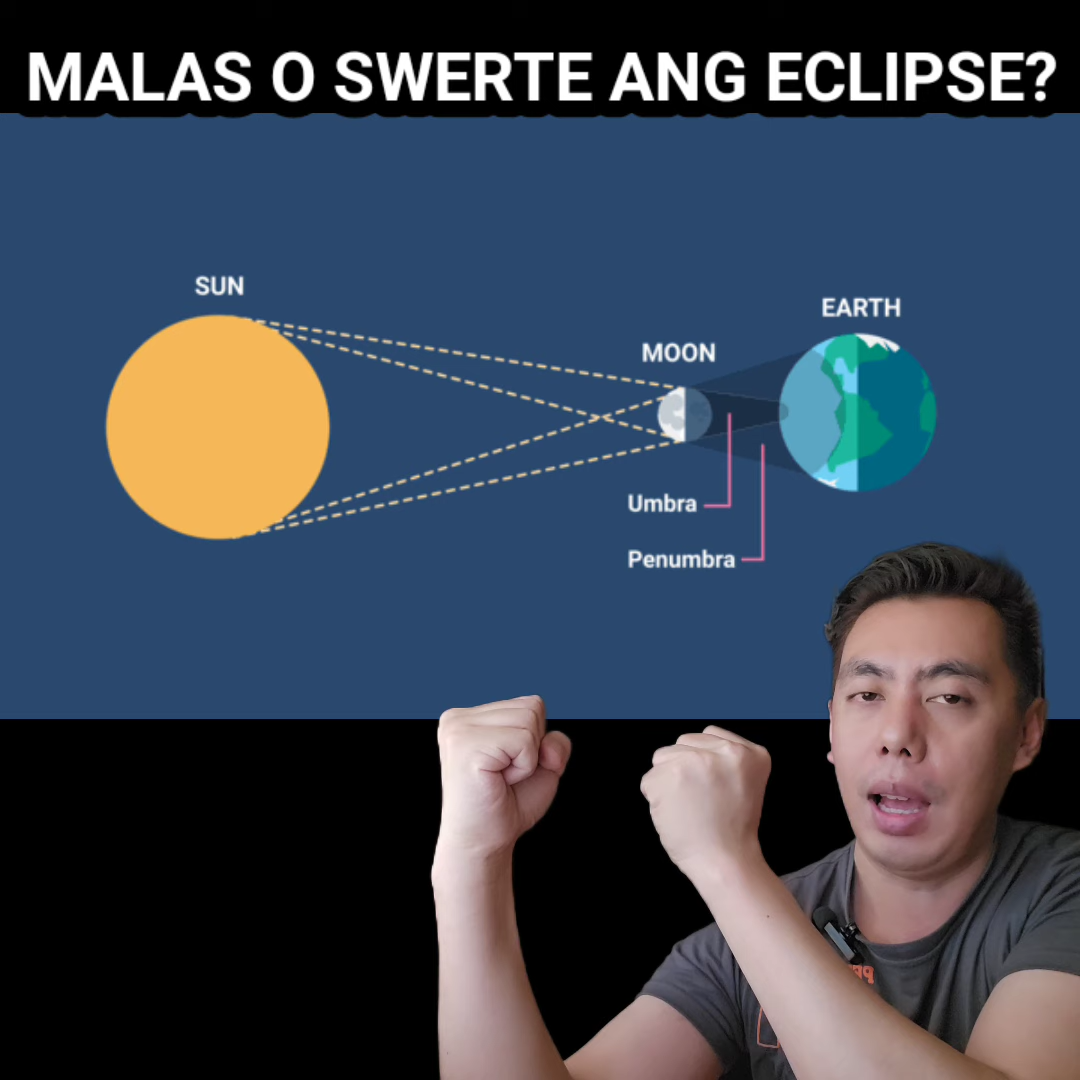 MALAS O SWERTE ANG ECLIPSE?
SUN
EARTH
MOON
Umbra
Penumbra